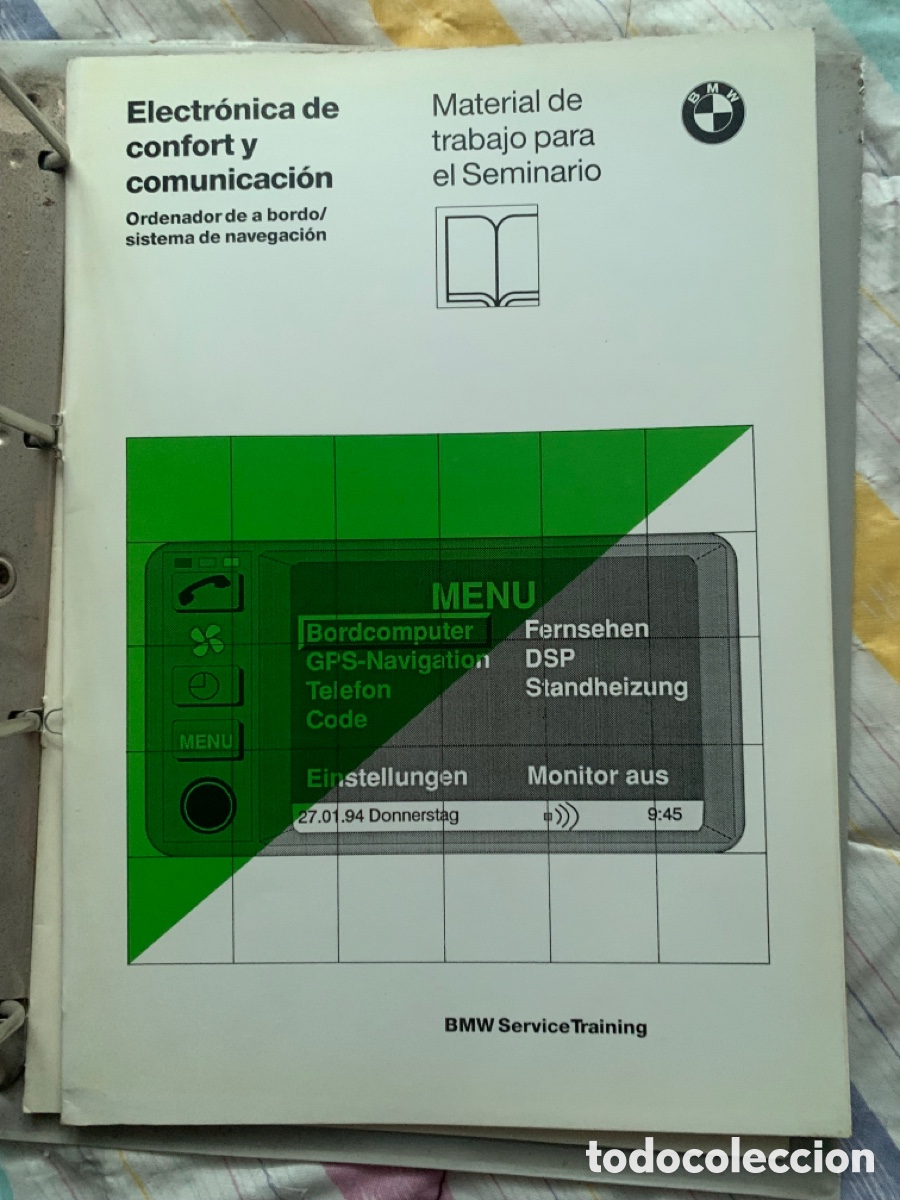 Electrónica de
confort y
comunicación
Ordenador de a bordo/
sistema de navegación
Material de
trabajo para
el Seminario
BMW
MENU
Bordcomputer
Fernsehen
GPS-Navigation
DSP
Telefon
Standheizung
Code
MENU
Einstellungen
Monitor aus
27.01.94 Donnerstag
9:45
BMW Service Training
todocoleccion